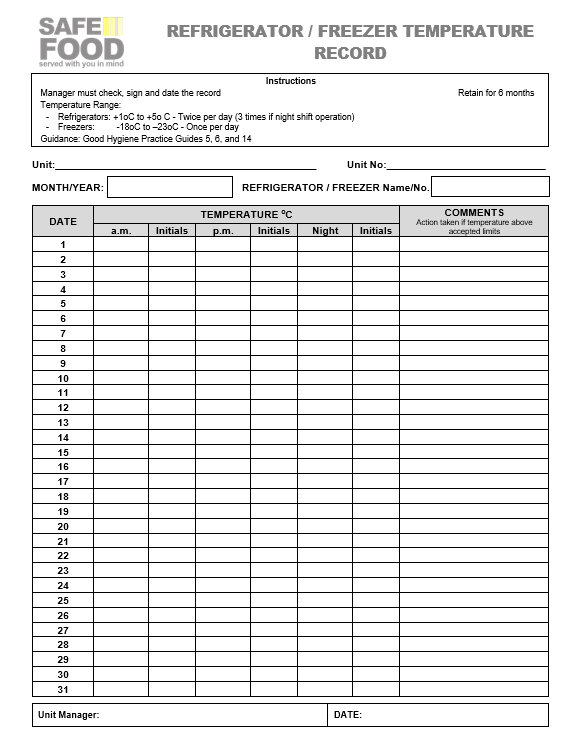 SAFE
FOOD
served with you in mind
REFRIGERATOR / FREEZER TEMPERATURE
RECORD
Instructions
Manager must check, sign and date the record Retain for 6 months
Temperature Range:
- Refrigerators: +1oC to +5o C - Twice per day (3 times if night shift operation)
- Freezers: -18oC to –23oC - Once per day
Guidance: Good Hygiene Practice Guides 5, 6, and 14
Unit: Unit No:
MONTH/YEAR: REFRIGERATOR / FREEZER Name/No.
DATE TEMPERATURE ºC COMMENTS
Action taken if temperature above
accepted limits
a.m. Initials p.m. Initials Night Initials
1
2
3
4
5
6
7
8
9
10
11
12
13
14
15
16
17
18
19
20
21
22
23
24
25
26
27
28
29
30
31
Unit Manager: DATE: